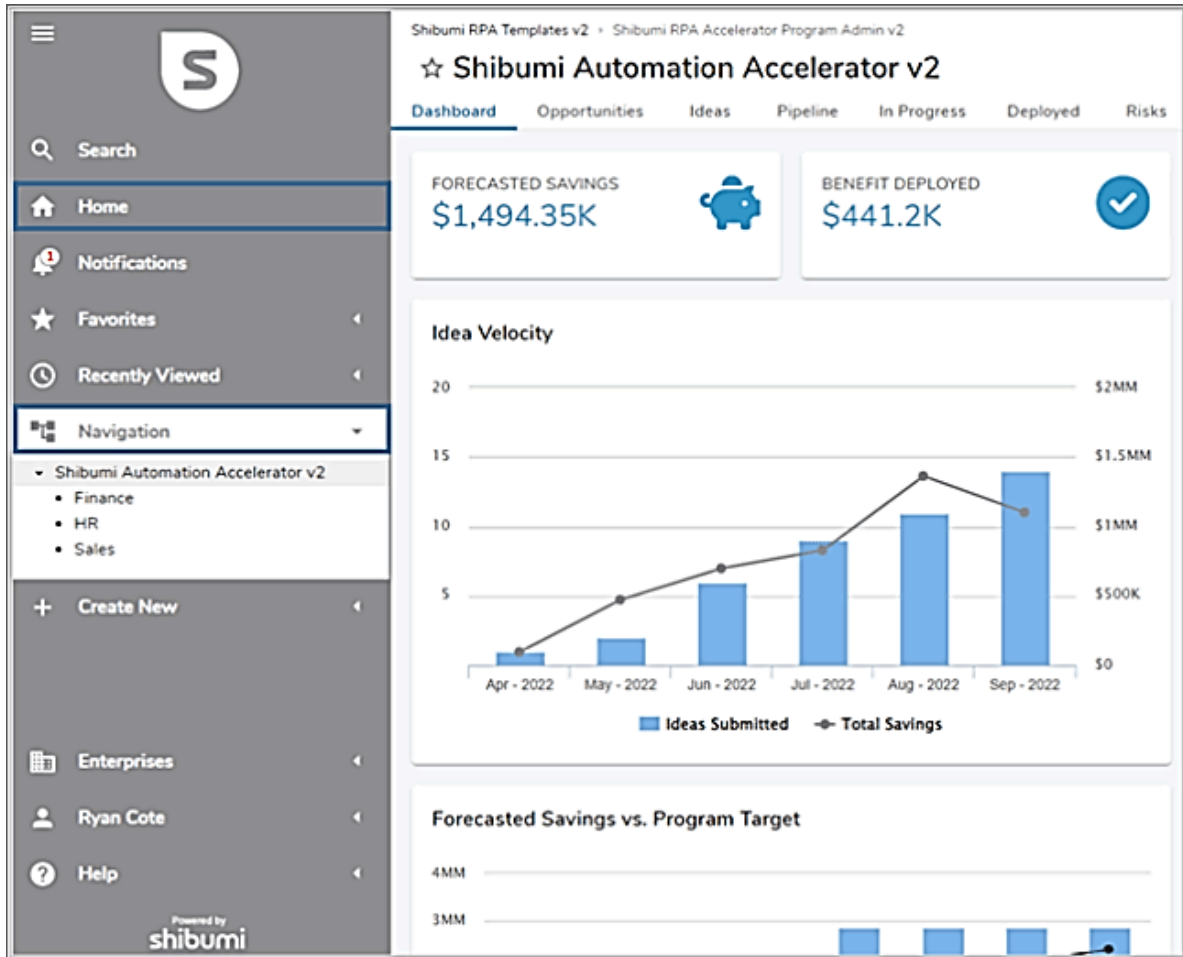 S
Search
Home
1
Notifications
Favorites
Recently Viewed
Navigation
Shibumi Automation Accelerator v2
Finance
HR
Sales
Create New
Enterprises
Ryan Cote
Help
Powered by
shibumi
Shibumi RPA Templates v2 › Shibumi RPA Accelerator Program Admin v2
Shibumi Automation Accelerator v2
Dashboard Opportunities Ideas Pipeline In Progress Deployed Risks
FORECASTED SAVINGS
$1,494.35K
BENEFIT DEPLOYED
$441.2K
Idea Velocity
20 $2MM
15 $1.5MM
10 $1MM
5 $500K
$0
Apr - 2022 May - 2022 Jun - 2022 Jul - 2022 Aug - 2022 Sep - 2022
Ideas Submitted Total Savings
Forecasted Savings vs. Program Target
4MM
3MM